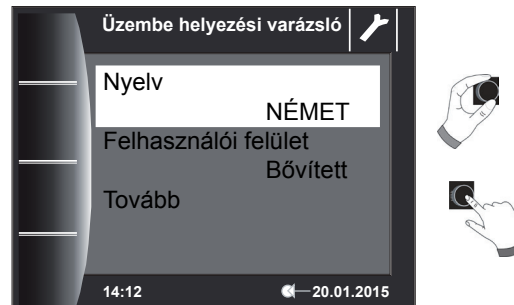 Üzembe helyezési varázsló
Nyelv
NÉMET
Felhasználói felület
Bővített
Tovább
14:12 20.01.2015